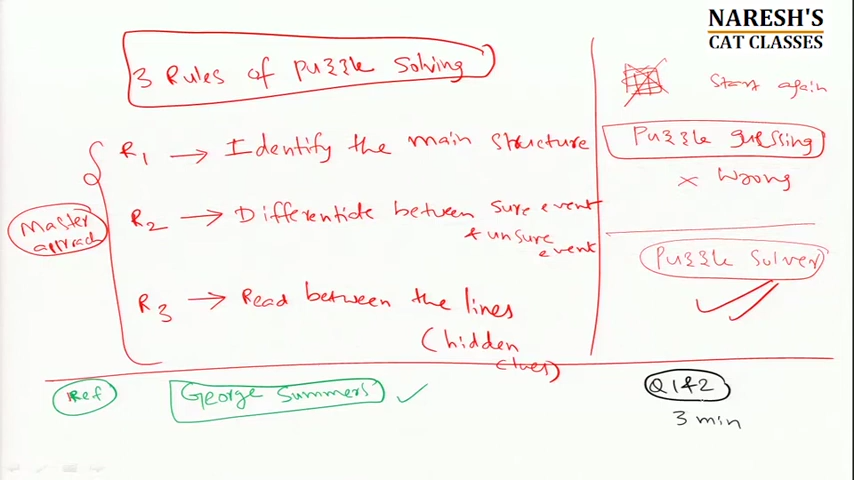 NARESH'S
CAT CLASSES
3 Rules of Puzzle Solving
R1 → Identify the main structure
R2 → Differentiate between sure event
& unsure
event
R3 → Read between the lines
(hidden
clues)
Master
approach
Start again
Puzzle guessing
× Wrong
Puzzle Solver
Ref
George Summers
Q 1 & 2
3 min